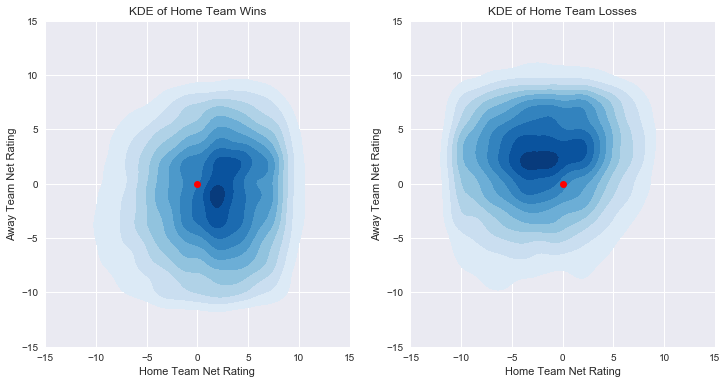 KDE of Home Team Wins
15
10
5
0
−5
−10
−15
−15 −10 −5 0 5 10 15
Away Team Net Rating
Home Team Net Rating
KDE of Home Team Losses
15
10
5
0
−5
−10
−15
−15 −10 −5 0 5 10 15
Away Team Net Rating
Home Team Net Rating